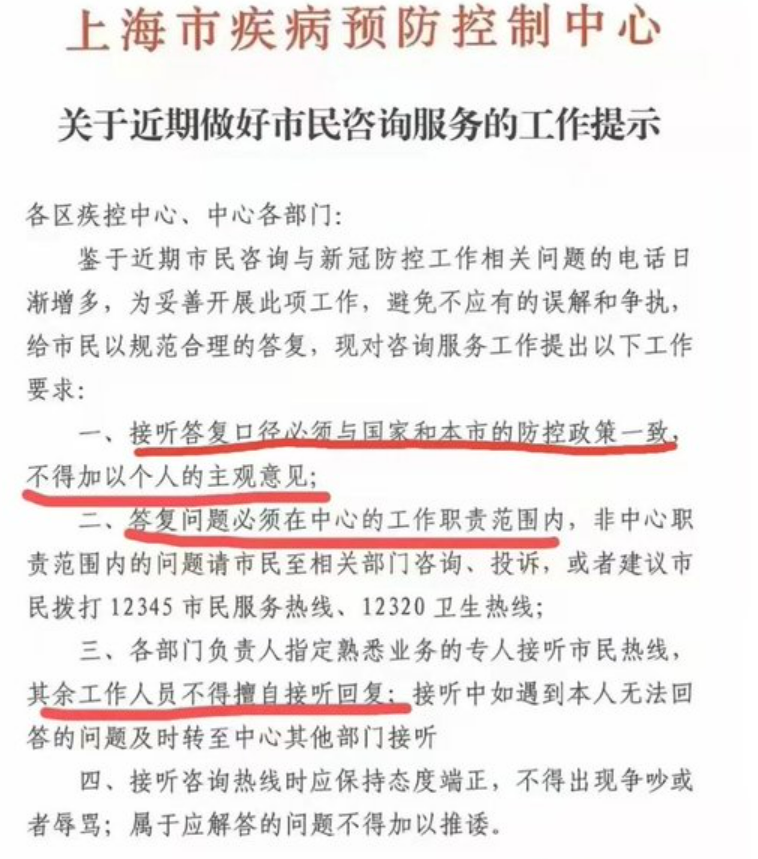 上海市疾病预防控制中心
关于近期做好市民咨询服务的工作提示
各区疾控中心、中心各部门：
鉴于近期市民咨询与新冠防控工作相关问题的电话日
渐增多，为妥善开展此项工作，避免不应有的误解和争执，
给市民以规范合理的答复，现对咨询服务工作提出以下工作
要求：
一、接听答复口径必须与国家和本市的防控政策一致，
不得加以个人的主观意见；
二、答复问题必须在中心的工作职责范围内，非中心职
责范围内的问题请市民至相关部门咨询、投诉，或者建议市
民拨打 12345 市民服务热线、12320 卫生热线；
三、各部门负责人指定熟悉业务的专人接听市民热线，
其余工作人员不得擅自接听回复；接听中如遇到本人无法回
答的问题及时转至中心其他部门接听
四、接听咨询热线时应保持态度端正，不得出现争吵或
者辱骂；属于应解答的问题不得加以推诿。